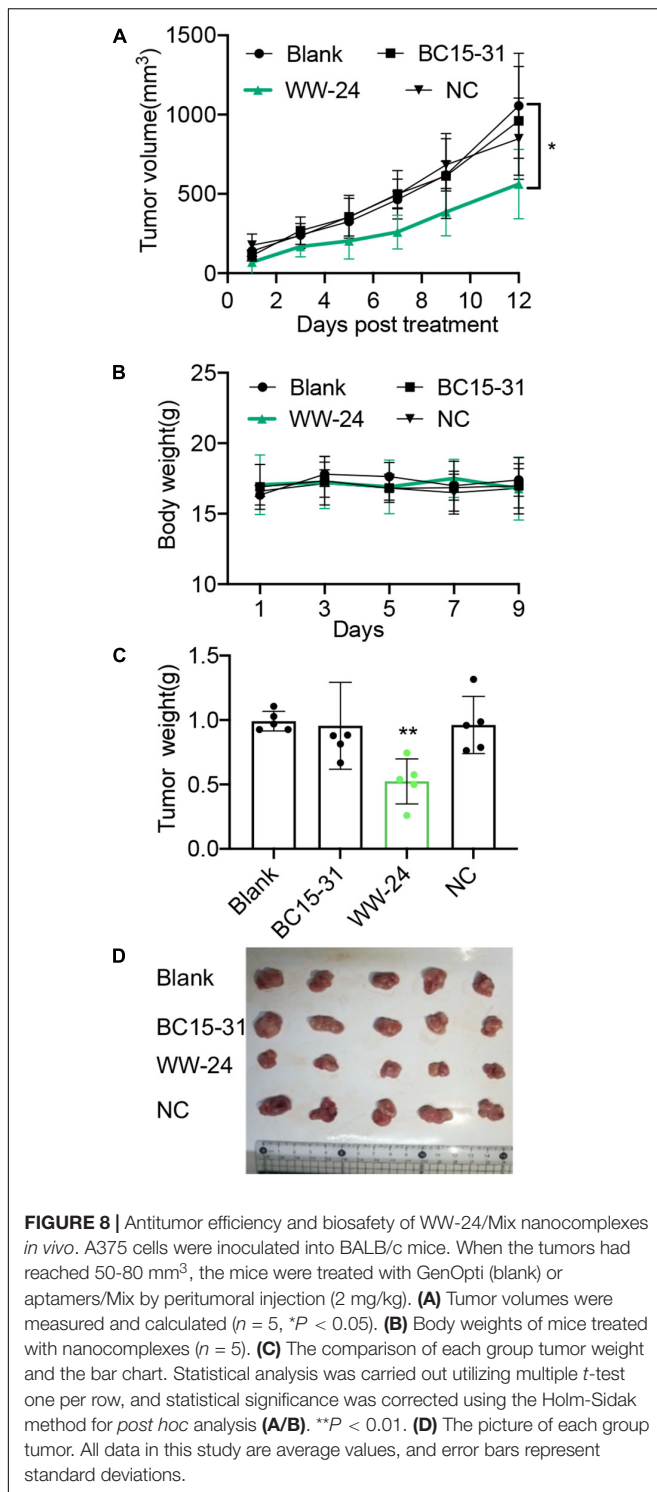 A
Blank
BC15-31
WW-24
NC
1500
1000
500
0
Tumor volume(mm³)
*
0 2 4 6 8 10 12
Days post treatment
B
Blank
BC15-31
WW-24
NC
25
20
15
10
Body weight(g)
1 3 5 7 9
Days
C
1.5
1.0
0.5
0.0
Tumor weight(g)
**
Blank
BC15-31
WW-24
NC
D
Blank
BC15-31
WW-24
NC
FIGURE 8 | Antitumor efficiency and biosafety of WW-24/Mix nanocomplexes
in vivo. A375 cells were inoculated into BALB/c mice. When the tumors had
reached 50-80 mm³, the mice were treated with GenOpti (blank) or
aptamers/Mix by peritumoral injection (2 mg/kg). (A) Tumor volumes were
measured and calculated (n = 5, *P < 0.05). (B) Body weights of mice treated
with nanocomplexes (n = 5). (C) The comparison of each group tumor weight
and the bar chart. Statistical analysis was carried out utilizing multiple t-test
one per row, and statistical significance was corrected using the Holm-Sidak
method for post hoc analysis (A/B). **P < 0.01. (D) The picture of each group
tumor. All data in this study are average values, and error bars represent
standard deviations.